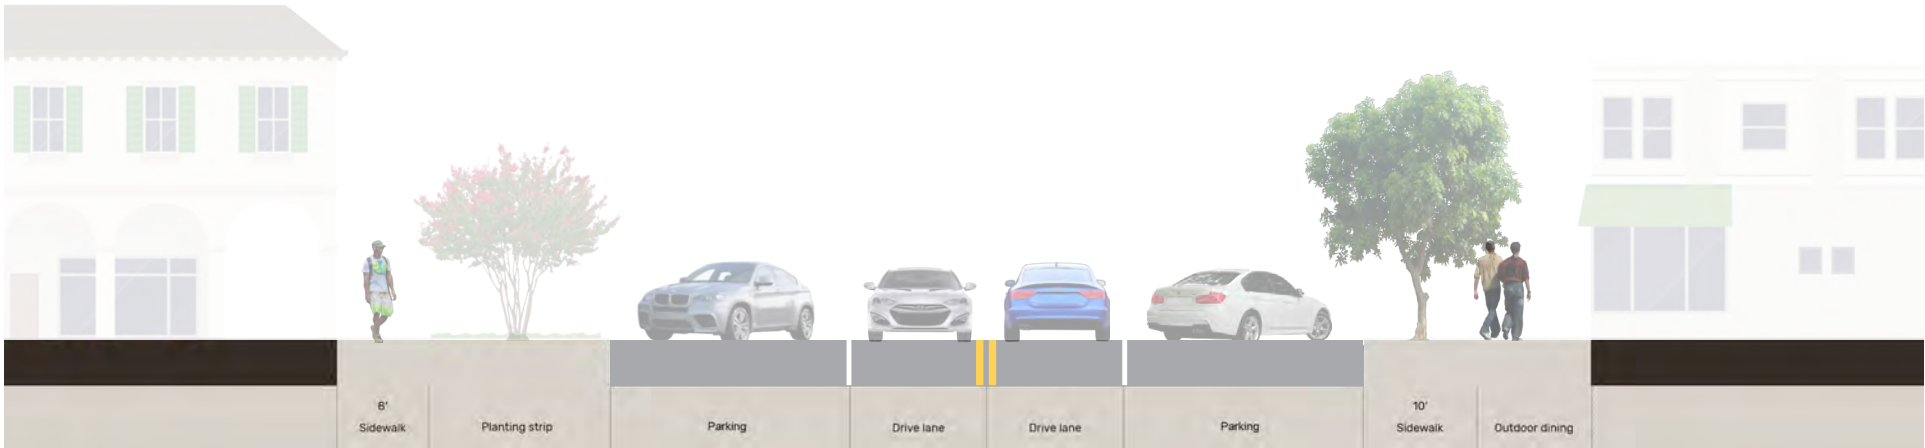 8'
10'
Sidewalk
Planting strip
Parking
Drive lane
Drive lane
Parking
Sidewalk
Outdoor dining